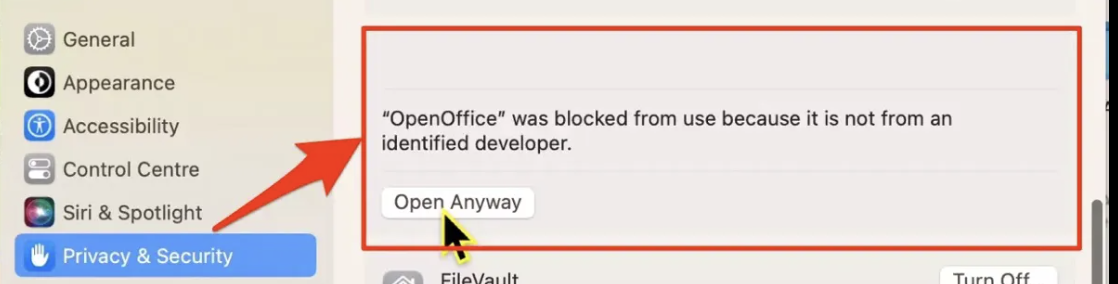 General
Appearance
Accessibility
Control Centre
Siri & Spotlight
Privacy & Security
“OpenOffice” was blocked from use because it is not from an
identified developer.
Open Anyway
FileVault
Turn Off...